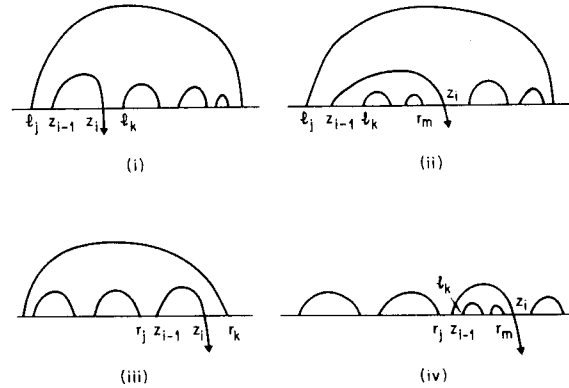 ℓj zi-1 zi ℓk
(i)
ℓj zi-1 ℓk rm zi
(ii)
rj zi-1 zi rk
(iii)
rj zi-1 ℓk rm zi
(iv)